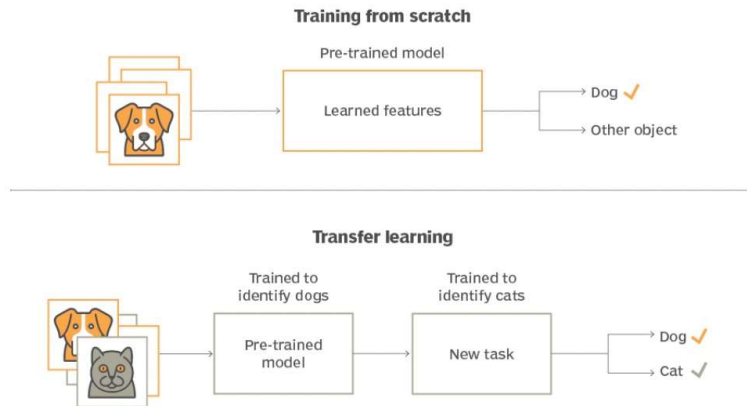 Training from scratch
Pre-trained model
Learned features
Dog
Other object
Transfer learning
Trained to
identify dogs
Trained to
identify cats
Pre-trained
model
New task
Dog
Cat